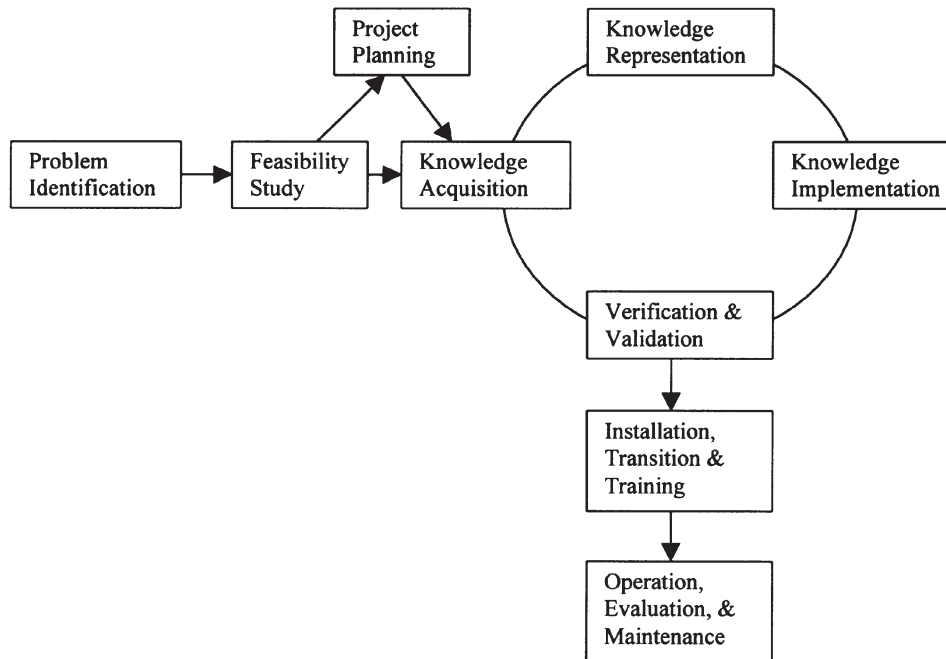 Project
Planning
Knowledge
Representation
Problem
Identification
Feasibility
Study
Knowledge
Acquisition
Knowledge
Implementation
Verification &
Validation
Installation,
Transition &
Training
Operation,
Evaluation, &
Maintenance